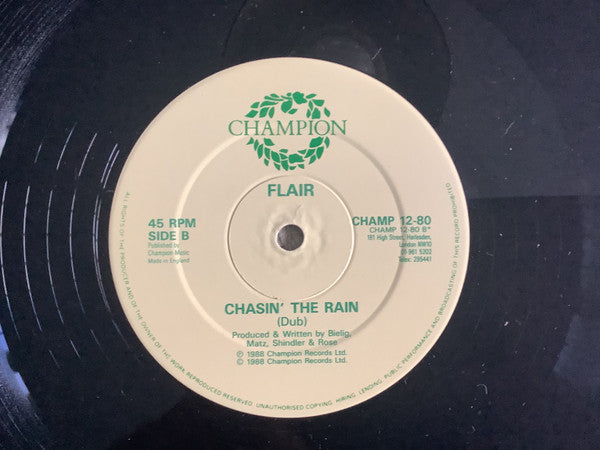 CHAMPION
FLAIR
45 RPM
SIDE B
Published by
Champion Music
Made in England
CHAMP 12-80
CHAMP 12-80 B*
181 High Street, Harlesden,
London NW10
01-961 5202
Telex: 295441
CHASIN' THE RAIN
(Dub)
Produced & Written by Bielig,
Matz, Shindler & Rose
℗ 1988 Champion Records Ltd.
© 1988 Champion Records Ltd.
ALL RIGHTS OF THE PRODUCER AND OF THE OWNER OF THE WORK REPRODUCED RESERVED. UNAUTHORISED COPYING, HIRING, LENDING, PUBLIC PERFORMANCE AND BROADCASTING OF THIS RECORD PROHIBITED.